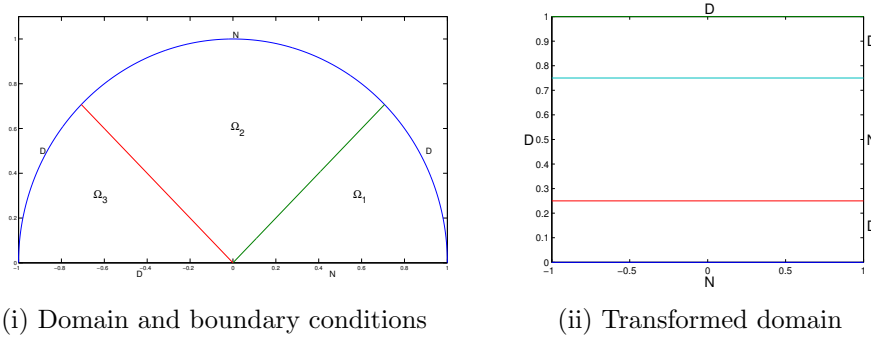 N
1
0.8
0.6
0.4
0.2
0
D
D
Ω2
Ω3
Ω1
-1 -0.8 -0.6 -0.4 -0.2 0 0.2 0.4 0.6 0.8 1
D N
(i) Domain and boundary conditions
D
1
0.9
0.8
0.7
0.6
0.5
0.4
0.3
0.2
0.1
0
D
D
N
D
-1 -0.5 0 0.5 1
N
(ii) Transformed domain